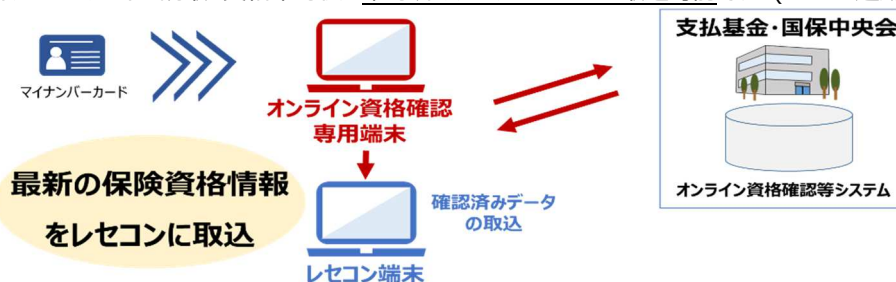 支払基金・国保中央会
マイナンバーカード
オンライン資格確認
専用端末
最新の保険資格情報
をレセコンに取込
確認済みデータ
の取込
オンライン資格確認等システム
レセコン端末